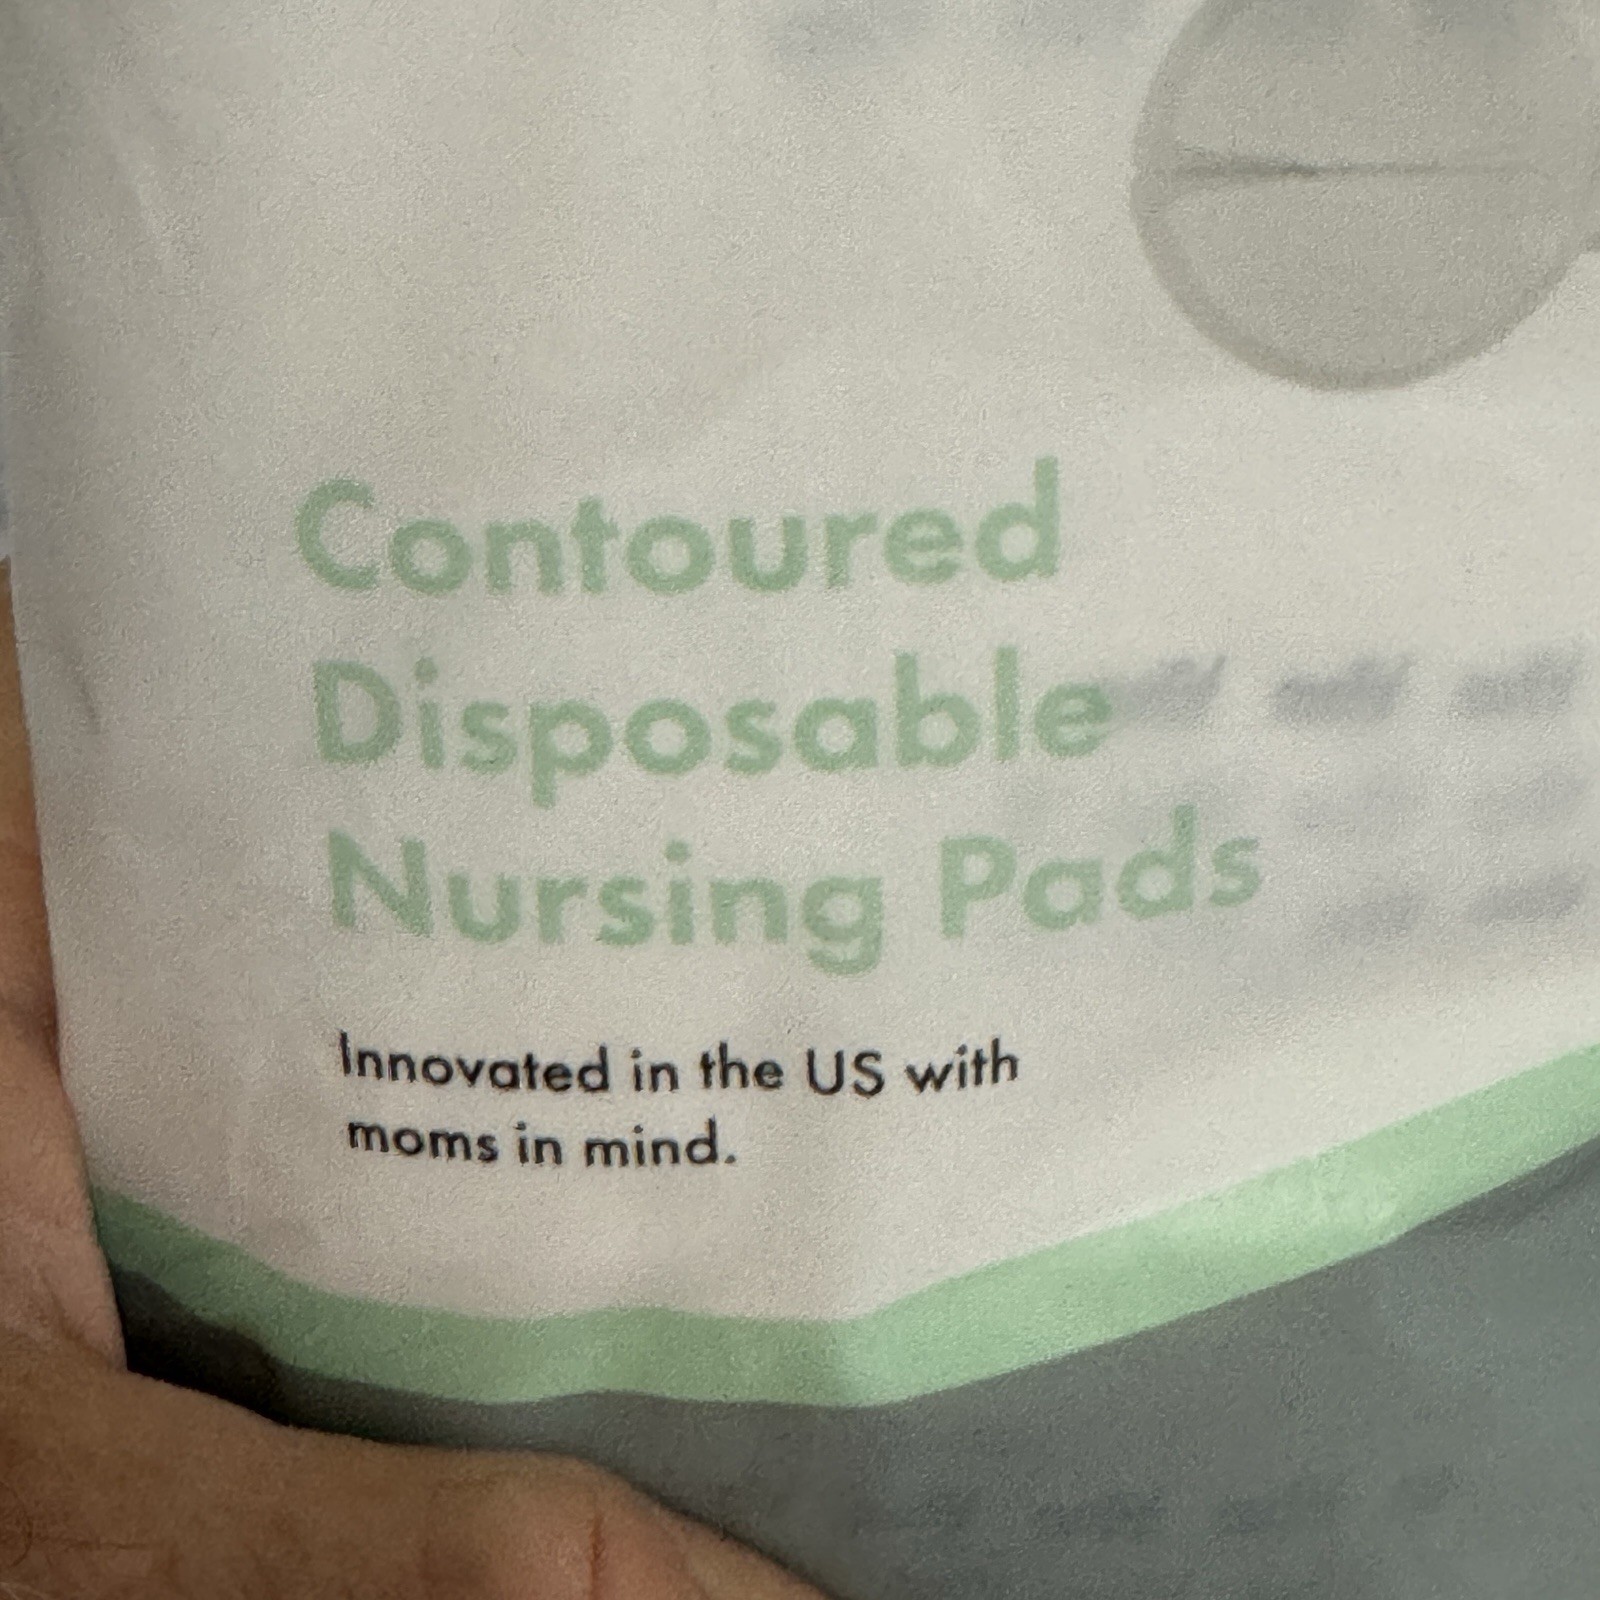 Contoured
Disposable
Nursing Pads
Innovated in the US with
moms in mind.